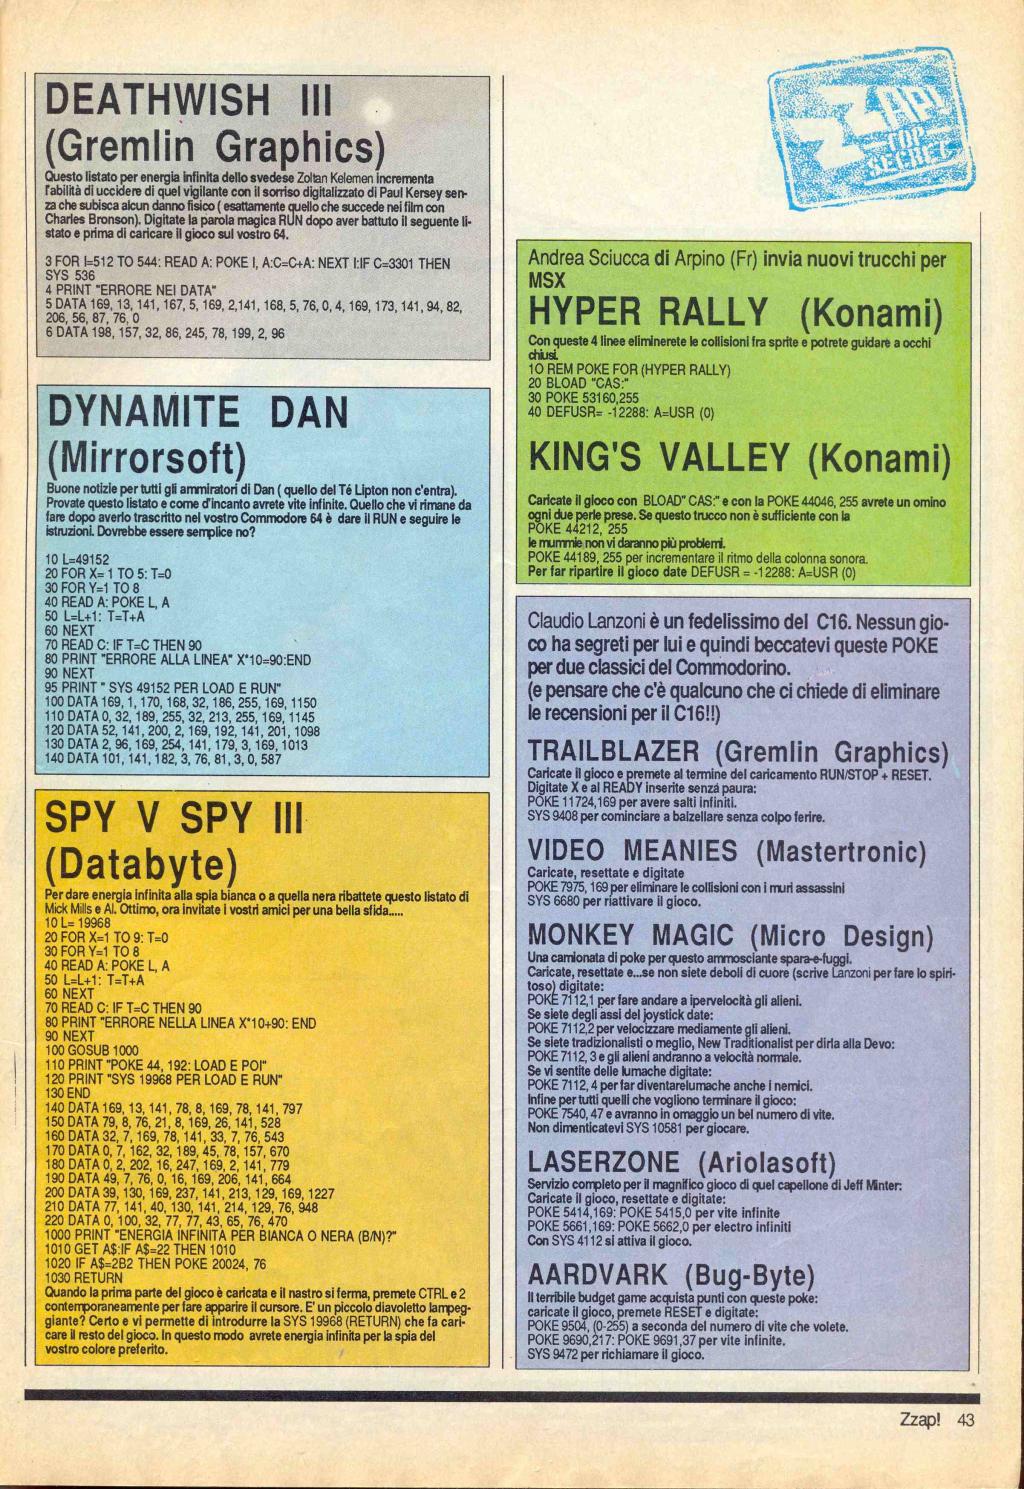 DEATHWISH III
(Gremlin Graphics)
Questo listato per energia infinita dello svedese Zoltan Kelemen incrementa
l'abilità di uccidere di quel vigilante con il sorriso digitalizzato di Paul Kersey sen-
za che subisca alcun danno fisico ( esattamente quello che succede nei film con
Charles Bronson). Digitate la parola magica RUN dopo aver battuto il seguente li-
stato e prima di caricare il gioco sul vostro 64.
3 FOR I=512 TO 544: READ A: POKE I, A:C=C+A: NEXT I:IF C=3301 THEN
SYS 536
4 PRINT "ERRORE NEI DATA"
5 DATA 169, 13, 141, 167, 5, 169, 2,141, 168, 5, 76, 0, 4, 169, 173, 141, 94, 82,
206, 56, 87, 76, 0
6 DATA 198, 157, 32, 86, 245, 78, 199, 2, 96
DYNAMITE DAN
(Mirrorsoft)
Buone notizie per tutti gli ammiratori di Dan ( quello del Té Lipton non c'entra).
Provate questo listato e come d'incanto avrete vite infinite. Quello che vi rimane da
fare dopo averlo trascritto nel vostro Commodore 64 è dare il RUN e seguire le
istruzioni. Dovrebbe essere semplice no?
10 L=49152
20 FOR X= 1 TO 5: T=0
30 FOR Y=1 TO 8
40 READ A: POKE L, A
50 L=L+1: T=T+A
60 NEXT
70 READ C: IF T=C THEN 90
80 PRINT "ERRORE ALLA LINEA" X*10=90:END
90 NEXT
95 PRINT " SYS 49152 PER LOAD E RUN"
100 DATA 169, 1, 170, 168, 32, 186, 255, 169, 1150
110 DATA 0, 32, 189, 255, 32, 213, 255, 169, 1145
120 DATA 52, 141, 200, 2, 169, 192, 141, 201, 1098
130 DATA 2, 96, 169, 254, 141, 179, 3, 169, 1013
140 DATA 101, 141, 182, 3, 76, 81, 3, 0, 587
SPY V SPY III
(Databyte)
Per dare energia infinita alla spia bianca o a quella nera ribattete questo listato di
Mick Mills e Al. Ottimo, ora invitate i vostri amici per una bella sfida.....
10 L= 19968
20 FOR X=1 TO 9: T=0
30 FOR Y=1 TO 8
40 READ A: POKE L, A
50 L=L+1: T=T+A
60 NEXT
70 READ C: IF T=C THEN 90
80 PRINT "ERRORE NELLA LINEA X*10+90: END
90 NEXT
100 GOSUB 1000
110 PRINT "POKE 44, 192: LOAD E POI"
120 PRINT "SYS 19968 PER LOAD E RUN"
130 END
140 DATA 169, 13, 141, 78, 8, 169, 78, 141, 797
150 DATA 79, 8, 76, 21, 8, 169, 26, 141, 528
160 DATA 32, 7, 169, 78, 141, 33, 7, 76, 543
170 DATA 0, 7, 162, 32, 189, 45, 78, 157, 670
180 DATA 0, 2, 202, 16, 247, 169, 2, 141, 779
190 DATA 49, 7, 76, 0, 16, 169, 206, 141, 664
200 DATA 39, 130, 169, 237, 141, 213, 129, 169, 1227
210 DATA 77, 141, 40, 130, 141, 214, 129, 76, 948
220 DATA 0, 100, 32, 77, 77, 43, 65, 76, 470
1000 PRINT "ENERGIA INFINITA PER BIANCA O NERA (B/N)?"
1010 GET A$:IF A$=22 THEN 1010
1020 IF A$=2B2 THEN POKE 20024, 76
1030 RETURN
Quando la prima parte del gioco è caricata e il nastro si ferma, premete CTRL e 2
contemporaneamente per fare apparire il cursore. E' un piccolo diavoletto lampeg-
giante? Certo e vi permette di introdurre la SYS 19968 (RETURN) che fa cari-
care il resto del gioco. In questo modo avrete energia infinita per la spia del
vostro colore preferito.
ZZAP!
TOP
SECRET
Andrea Sciucca di Arpino (Fr) invia nuovi trucchi per
MSX
HYPER RALLY (Konami)
Con queste 4 linee eliminerete le collisioni fra sprite e potrete guidare a occhi
chiusi.
10 REM POKE FOR (HYPER RALLY)
20 BLOAD "CAS:"
30 POKE 53160,255
40 DEFUSR= -12288: A=USR (0)
KING'S VALLEY (Konami)
Caricate il gioco con BLOAD" CAS:" e con la POKE 44046, 255 avrete un omino
ogni due perle prese. Se questo trucco non è sufficiente con la
POKE 44212, 255
le mummie non vi daranno più problemi.
POKE 44189, 255 per incrementare il ritmo della colonna sonora.
Per far ripartire il gioco date DEFUSR = -12288: A=USR (0)
Claudio Lanzoni è un fedelissimo del C16. Nessun gio-
co ha segreti per lui e quindi beccatevi queste POKE
per due classici del Commodorino.
(e pensare che c'è qualcuno che ci chiede di eliminare
le recensioni per il C16!!)
TRAILBLAZER (Gremlin Graphics)
Caricate il gioco e premete al termine del caricamento RUN/STOP + RESET.
Digitate X e al READY inserite senza paura:
POKE 11724,169 per avere salti infiniti.
SYS 9408 per cominciare a balzellare senza colpo ferire.
VIDEO MEANIES (Mastertronic)
Caricate, resettate e digitate
POKE 7975, 169 per eliminare le collisioni con i muri assassini
SYS 6680 per riattivare il gioco.
MONKEY MAGIC (Micro Design)
Una camionata di poke per questo ammosciante spara-e-fuggi.
Caricate, resettate e...se non siete deboli di cuore (scrive Lanzoni per fare lo spiri-
toso) digitate:
POKE 7112,1 per fare andare a ipervelocità gli alieni.
Se siete degli assi del joystick date:
POKE 7112,2 per velocizzare mediamente gli alieni.
Se siete tradizionalisti o meglio, New Traditionalist per dirla alla Devo:
POKE 7112, 3 e gli alieni andranno a velocità normale.
Se vi sentite delle lumache digitate:
POKE 7112, 4 per far diventarelumache anche i nemici.
Infine per tutti quelli che vogliono terminare il gioco:
POKE 7540, 47 e avranno in omaggio un bel numero di vite.
Non dimenticatevi SYS 10581 per giocare.
LASERZONE (Ariolasoft)
Servizio completo per il magnifico gioco di quel capellone di Jeff Minter:
Caricate il gioco, resettate e digitate:
POKE 5414,169: POKE 5415,0 per vite infinite
POKE 5661,169: POKE 5662,0 per electro infiniti
Con SYS 4112 si attiva il gioco.
AARDVARK (Bug-Byte)
Il terribile budget game acquista punti con queste poke:
caricate il gioco, premete RESET e digitate:
POKE 9504, (0-255) a seconda del numero di vite che volete.
POKE 9690,217: POKE 9691,37 per vite infinite.
SYS 9472 per richiamare il gioco.
Zzap! 43